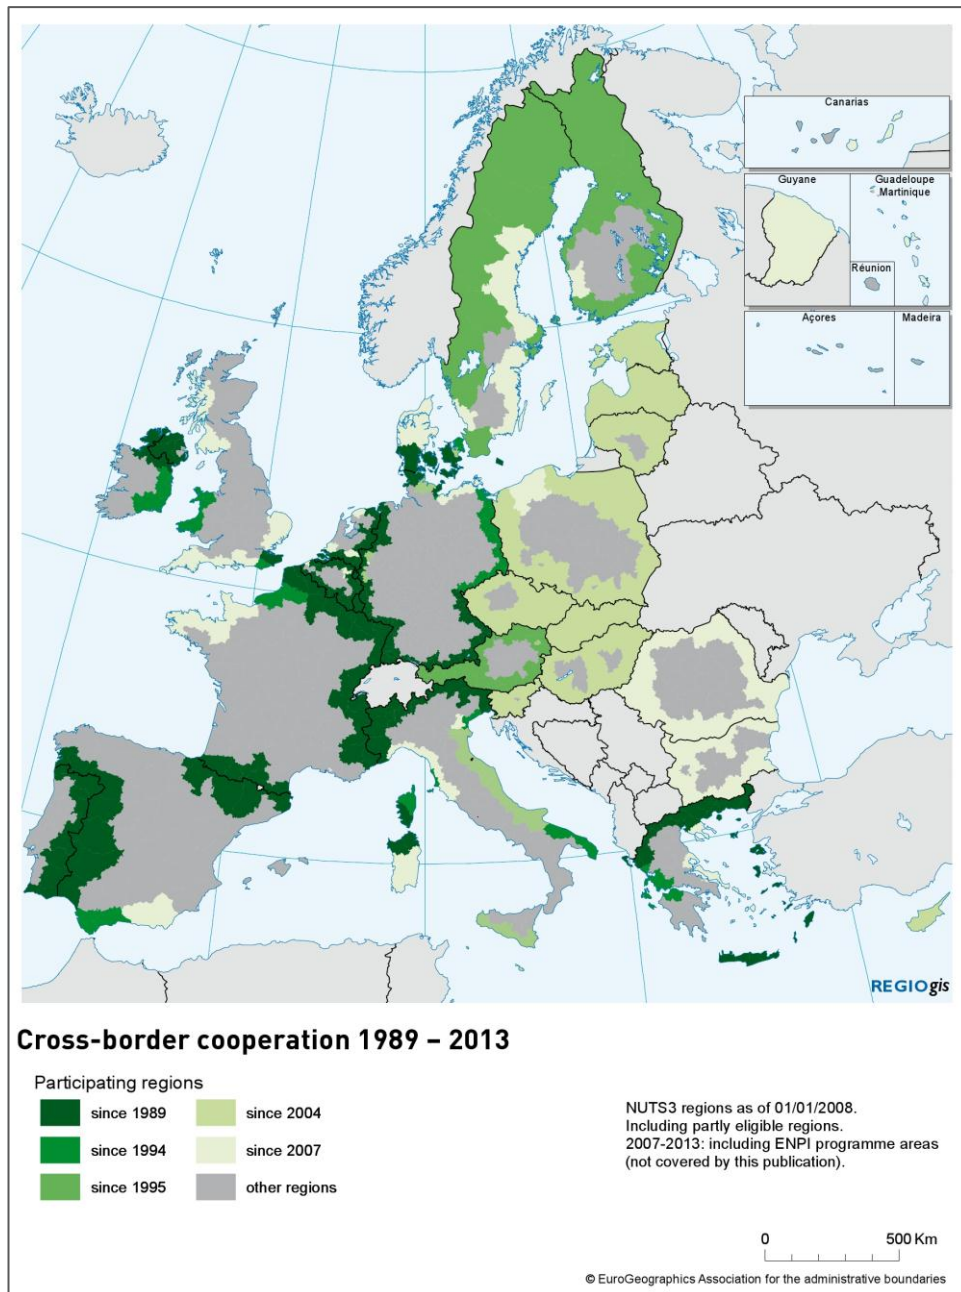 Canarias
Guyane
Guadeloupe
Martinique
Réunion
Açores
Madeira
REGIOgis
Cross-border cooperation 1989 – 2013
Participating regions
since 1989
since 2004
since 1994
since 2007
since 1995
other regions
NUTS3 regions as of 01/01/2008.
Including partly eligible regions.
2007-2013: including ENPI programme areas
(not covered by this publication).
0 500 Km
© EuroGeographics Association for the administrative boundaries